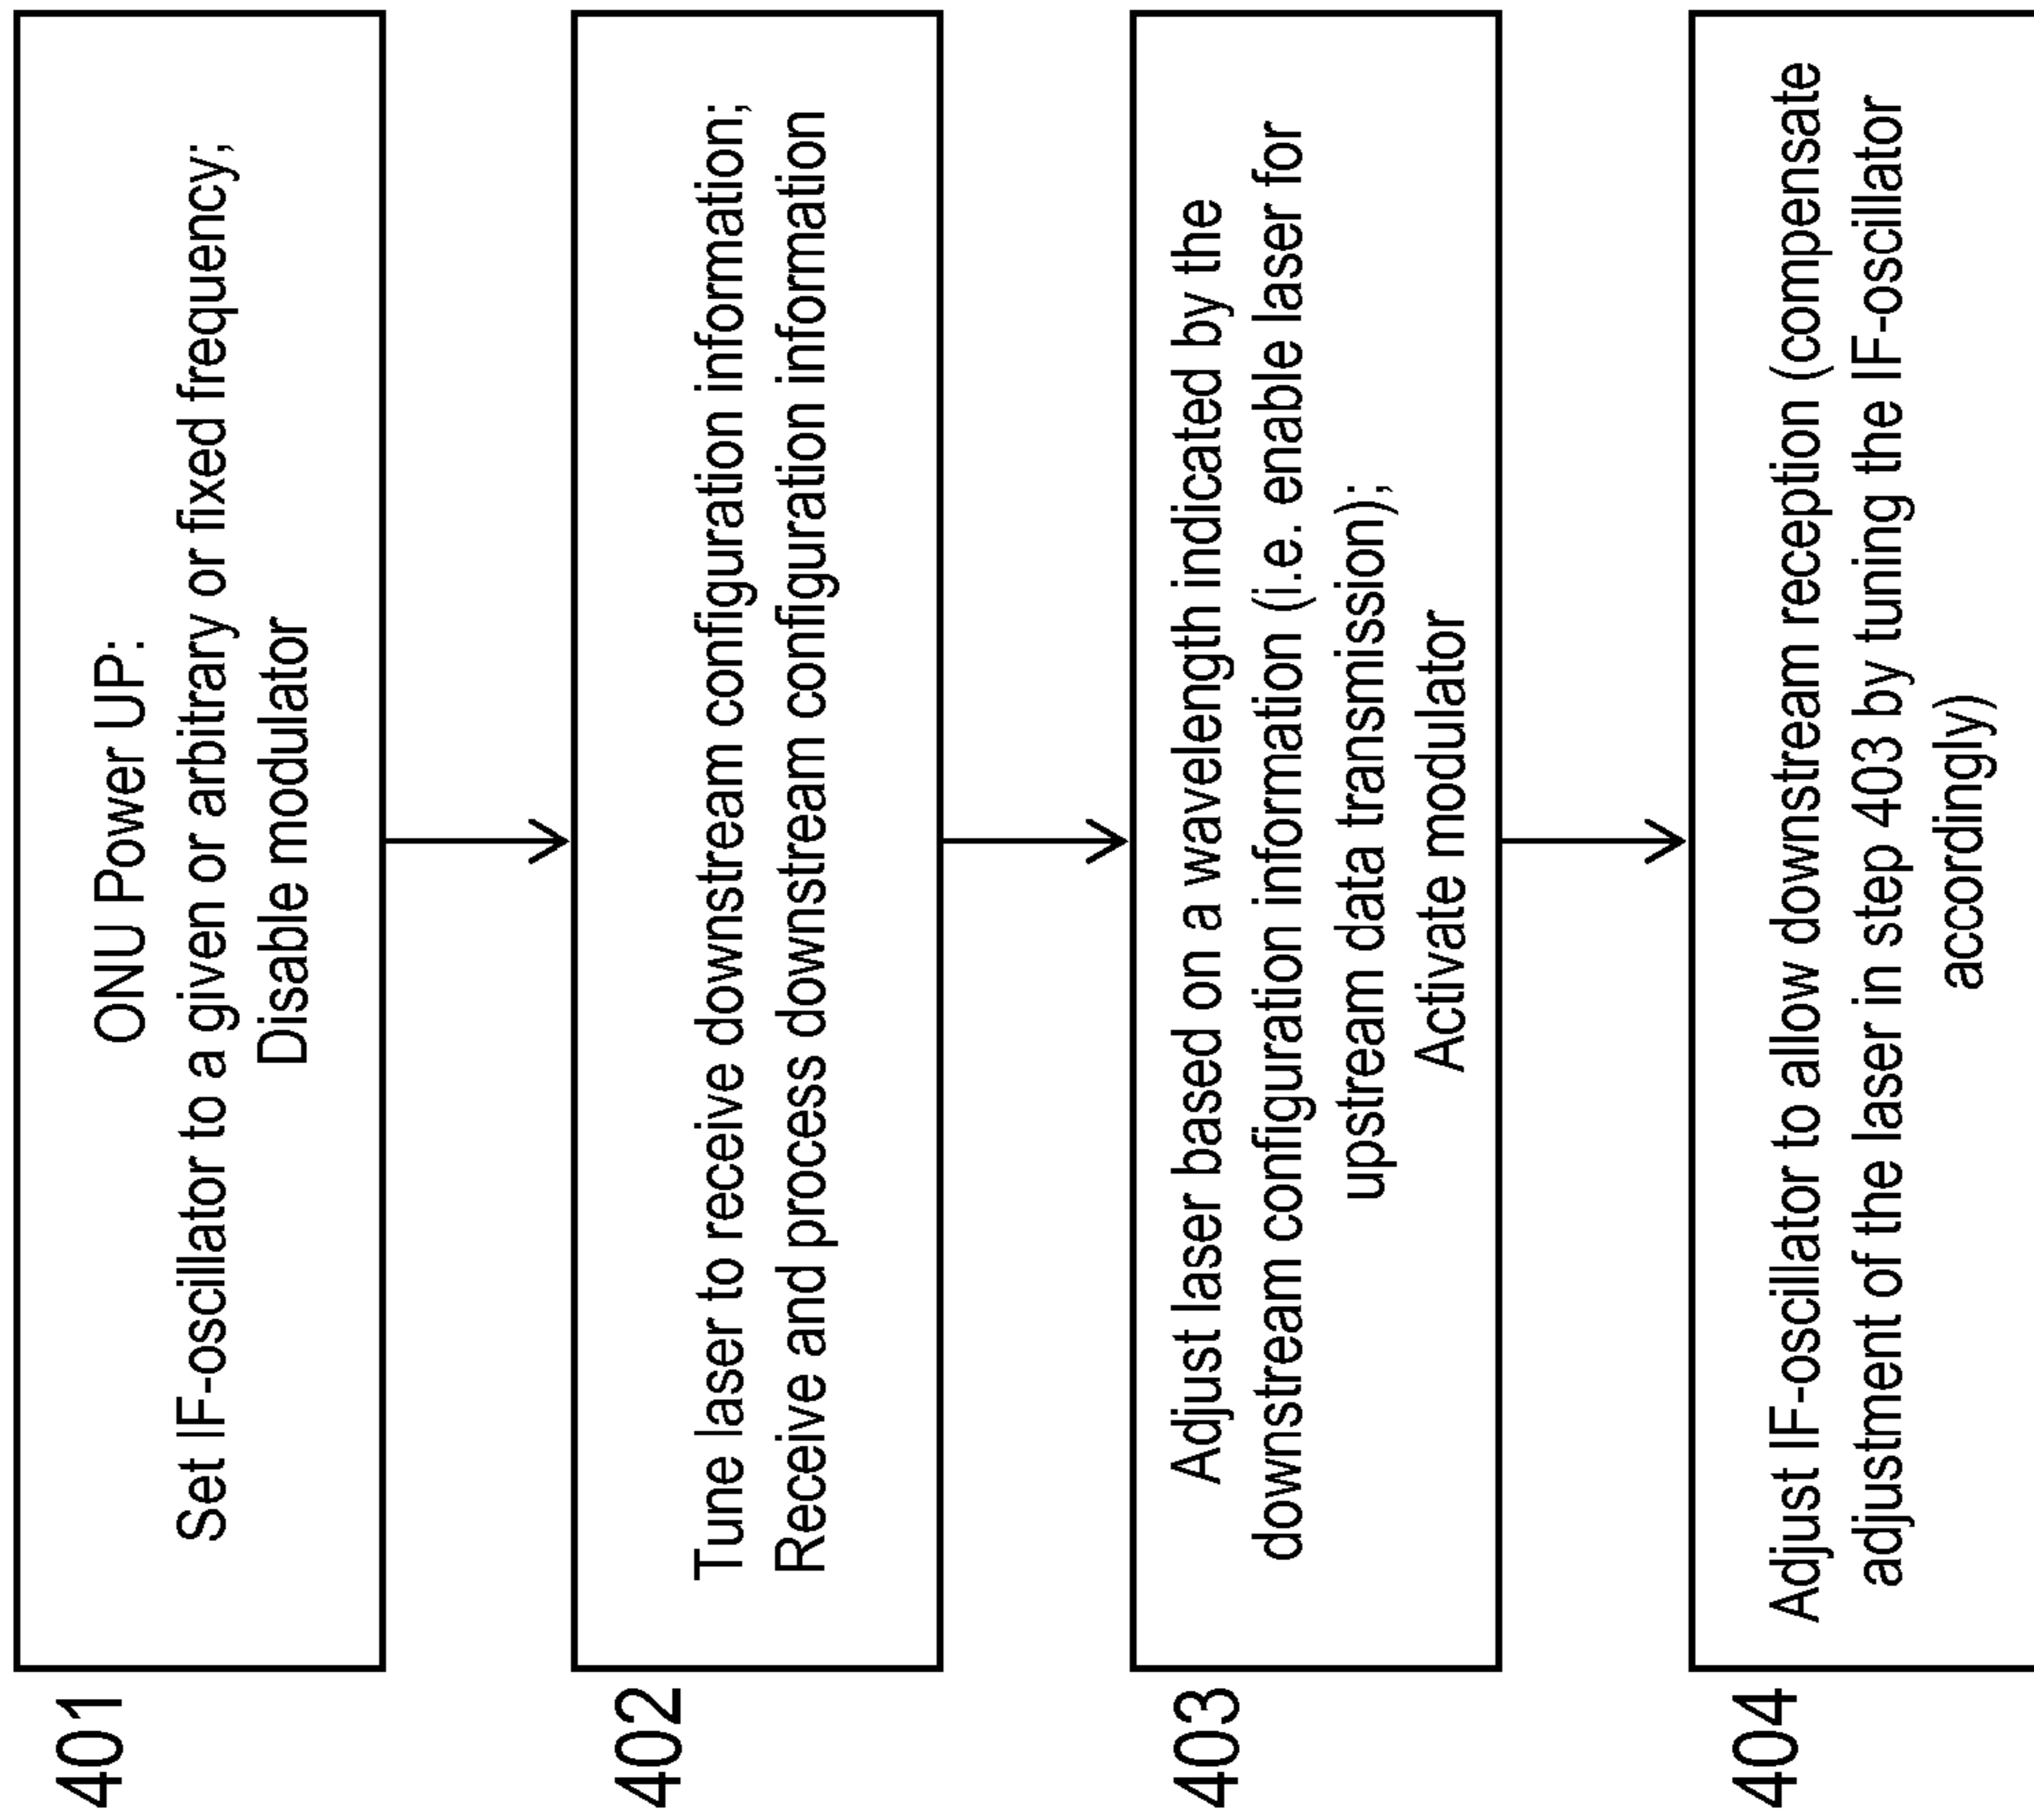 401
ONU Power UP:
Set IF-oscillator to a given or arbitrary or fixed frequency;
Disable modulator
402
Tune laser to receive downstream configuration information;
Receive and process downstream configuration information
403
Adjust laser based on a wavelength indicated by the
downstream configuration information (i.e. enable laser for
upstream data transmission);
Activate modulator
404
Adjust IF-oscillator to allow downstream reception (compensate
adjustment of the laser in step 403 by tuning the IF-oscillator
accordingly)